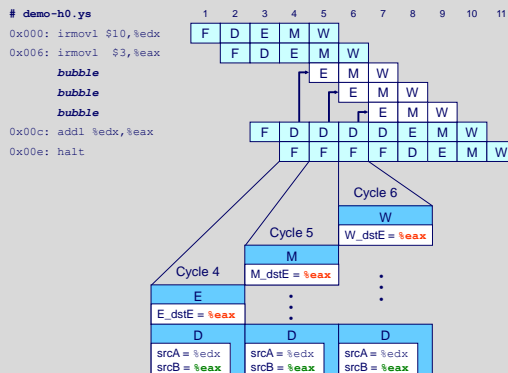 # demo-h0.ys 1 2 3 4 5 6 7 8 9 10 11
0x000: irmovl $10,%edx F D E M W
0x006: irmovl $3,%eax F D E M W
bubble E M W
bubble E M W
bubble E M W
0x00c: addl %edx,%eax F D D D D E M W
0x00e: halt F F F F D E M W
Cycle 6
W
W_dstE = %eax
Cycle 5
M
M_dstE = %eax
Cycle 4
E
E_dstE = %eax
D D D
srcA = %edx srcA = %edx srcA = %edx
srcB = %eax srcB = %eax srcB = %eax